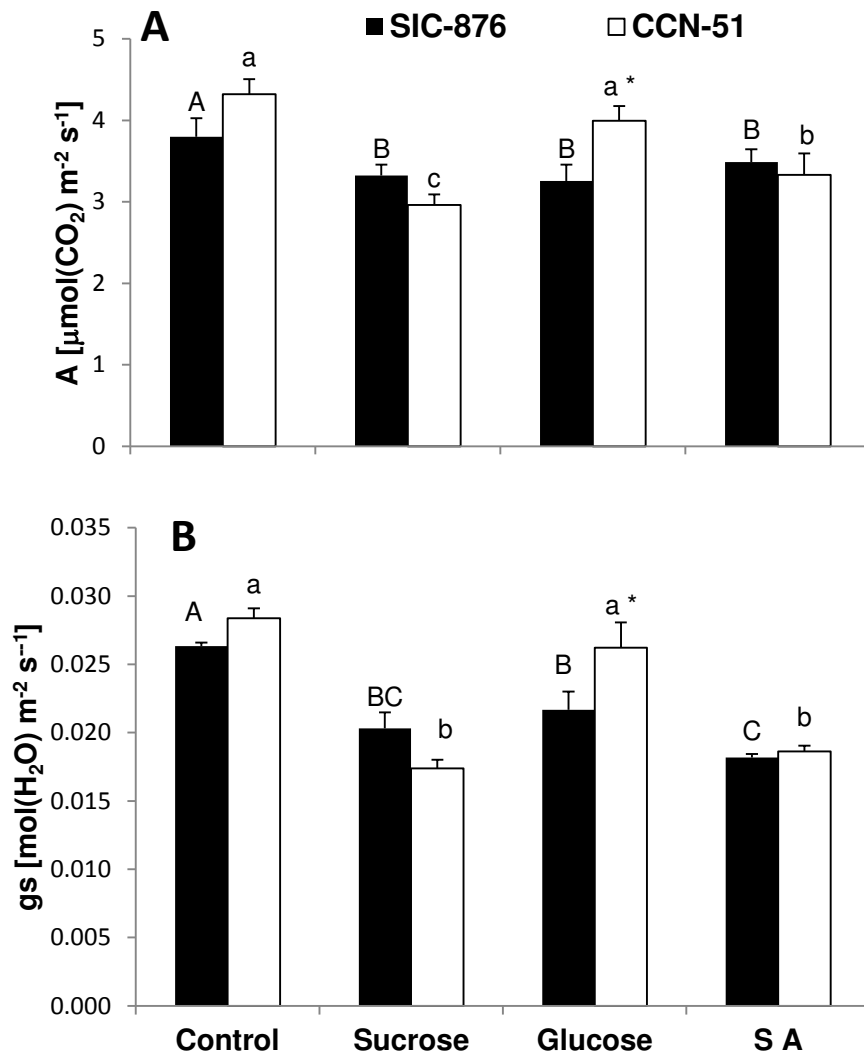 A
SIC-876
CCN-51
A [µmol(CO₂) m⁻² s⁻¹]
5
4
3
2
1
0
A
a
B
c
B
a *
B
b
B
gs [mol(H₂O) m⁻² s⁻⁻¹]
0.035
0.030
0.025
0.020
0.015
0.010
0.005
0.000
A
a
BC
b
B
a *
C
b
Control
Sucrose
Glucose
S A